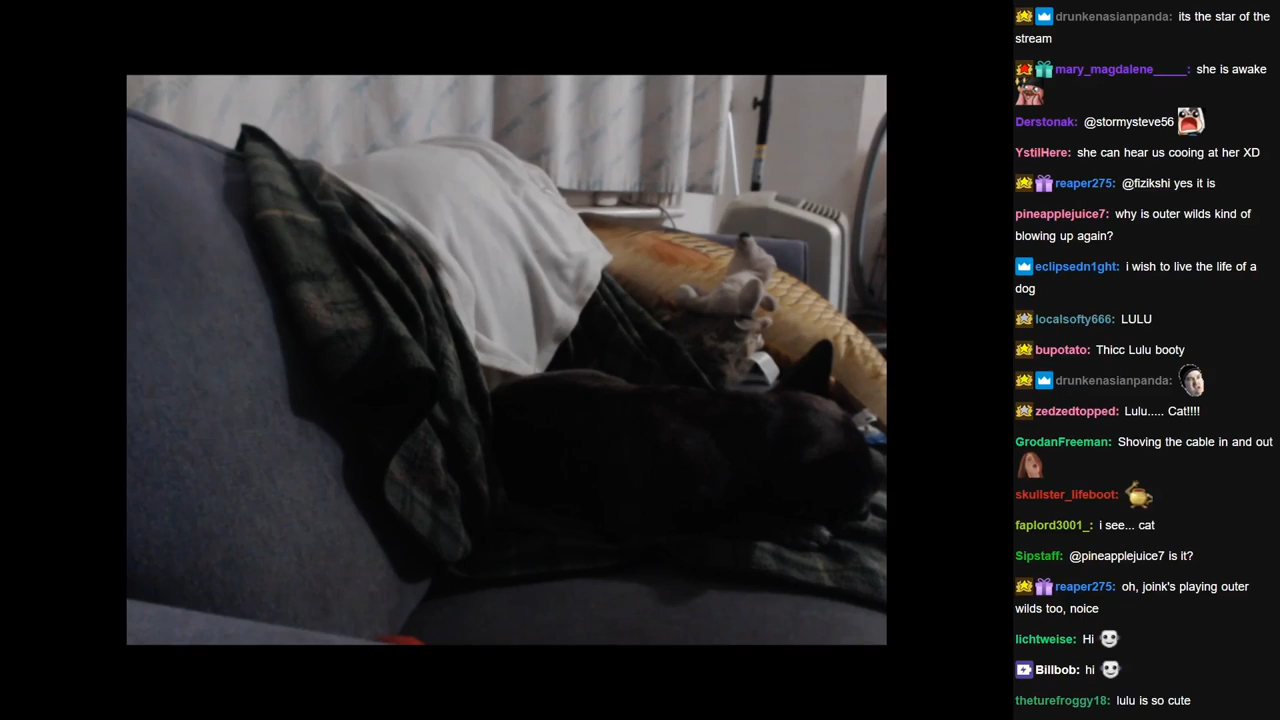 drunkenasianpanda: its the star of the
stream
mary_magdalene_____: she is awake
Derstonak: @stormysteve56
YstilHere: she can hear us cooing at her XD
reaper275: @fizikshi yes it is
pineapplejuice7: why is outer wilds kind of
blowing up again?
eclipsedn1ght: i wish to live the life of a
dog
localsofty666: LULU
bupotato: Thicc Lulu booty
drunkenasianpanda:
zedzedtopped: Lulu..... Cat!!!!
GrodanFreeman: Shoving the cable in and out
skullster_lifeboot:
faplord3001_: i see... cat
Sipstaff: @pineapplejuice7 is it?
reaper275: oh, joink's playing outer
wilds too, noice
lichtweise: Hi
Billbob: hi
theturefroggy18: lulu is so cute